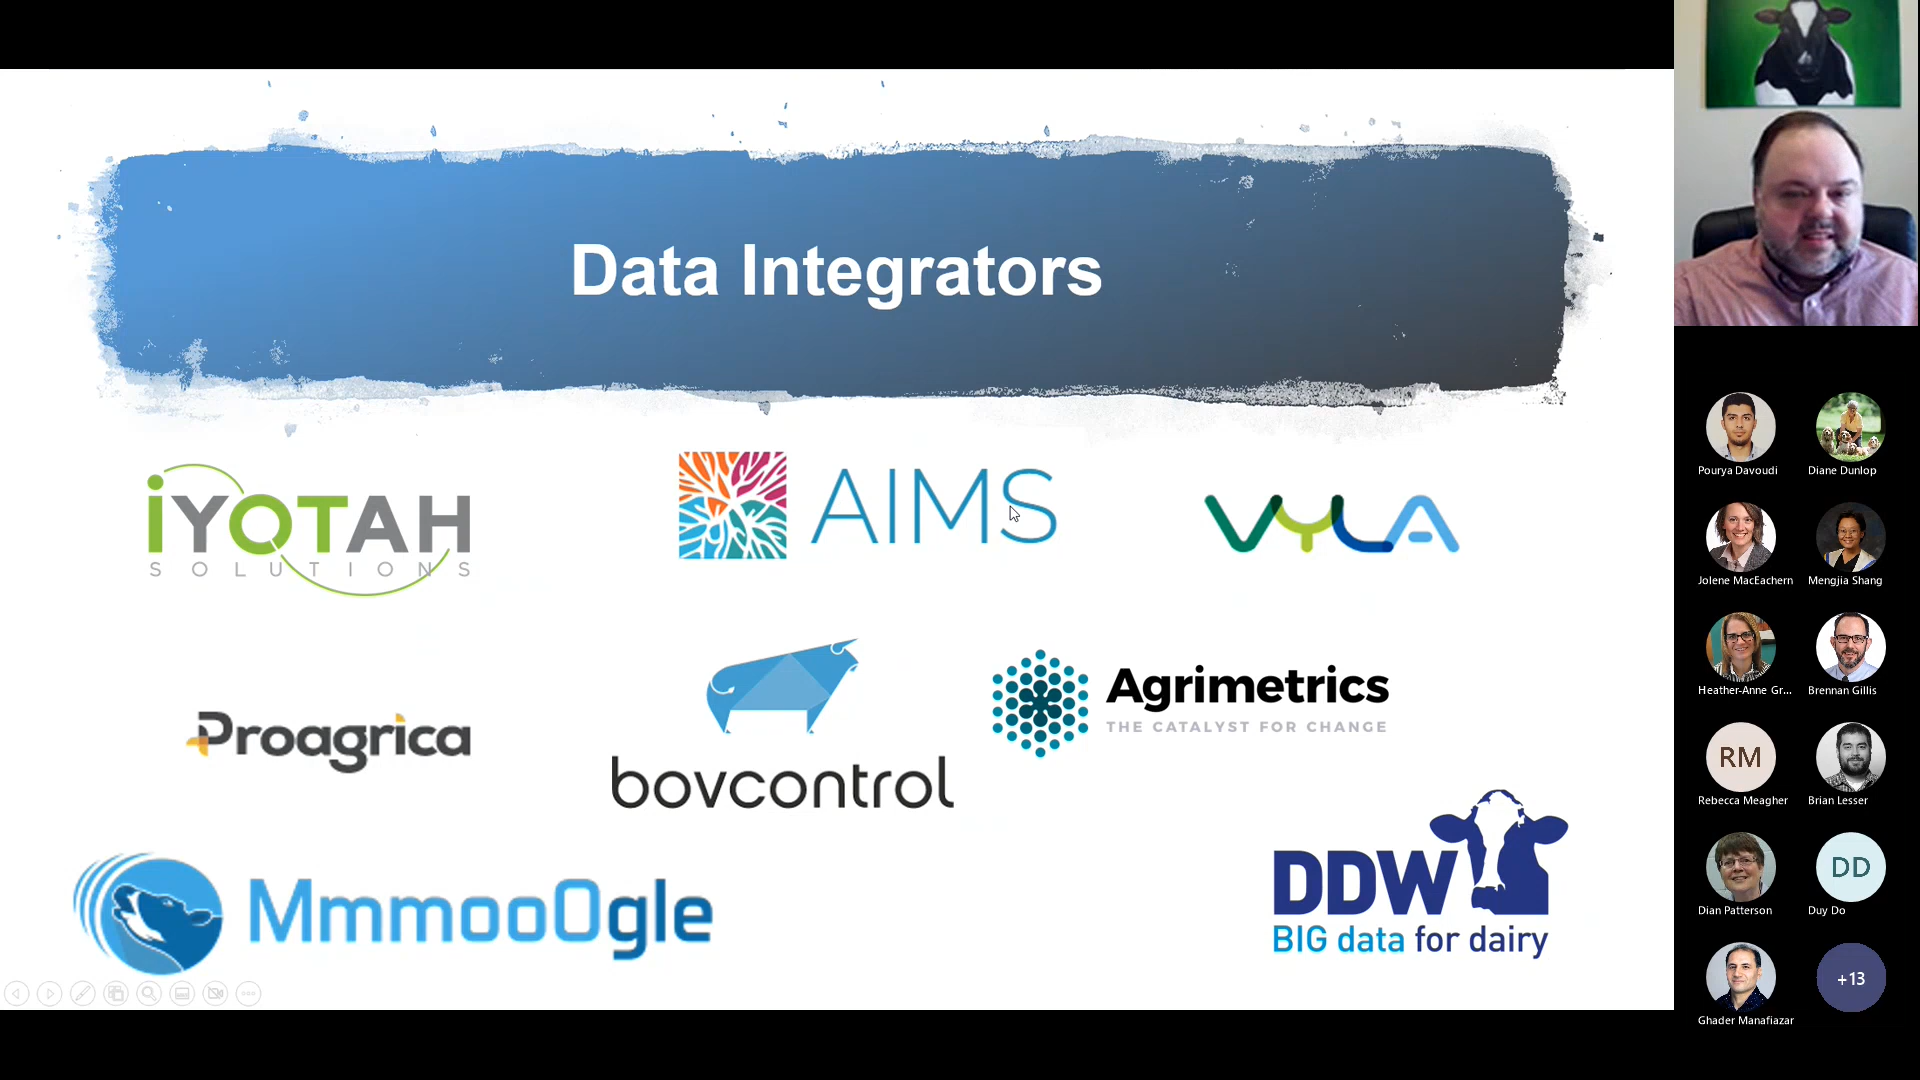 Data Integrators
iYOTAH
SOLUTIONS
AIMS
VYLA
Proagrica
bovcontrol
Agrimetrics
THE CATALYST FOR CHANGE
MmmooOgle
DDW
BIG data for dairy
Pourya Davoudi
Diane Dunlop
Jolene MacEachern
Mengjia Shang
Heather-Anne Gr...
Brennan Gillis
RM
Rebecca Meagher
Brian Lesser
Dian Patterson
DD
Duy Do
Ghader Manafiazar
+13